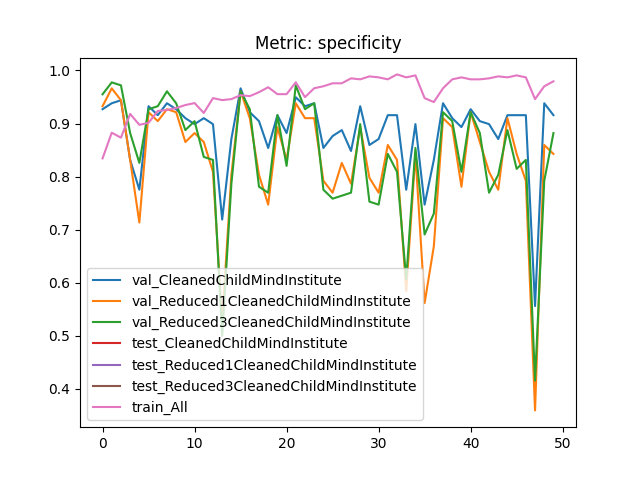 Metric: specificity
1.0
0.9
0.8
0.7
0.6
0.5
0.4
val_CleanedChildMindInstitute
val_Reduced1CleanedChildMindInstitute
val_Reduced3CleanedChildMindInstitute
test_CleanedChildMindInstitute
test_Reduced1CleanedChildMindInstitute
test_Reduced3CleanedChildMindInstitute
train_All
0 10 20 30 40 50